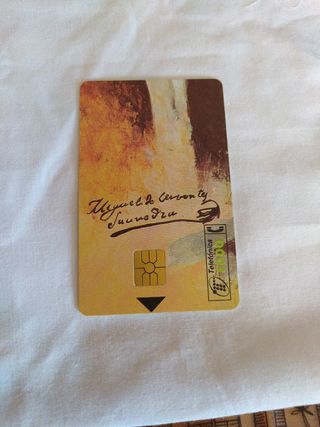 Miguel de Cervantes
Saavedra
Telefónica